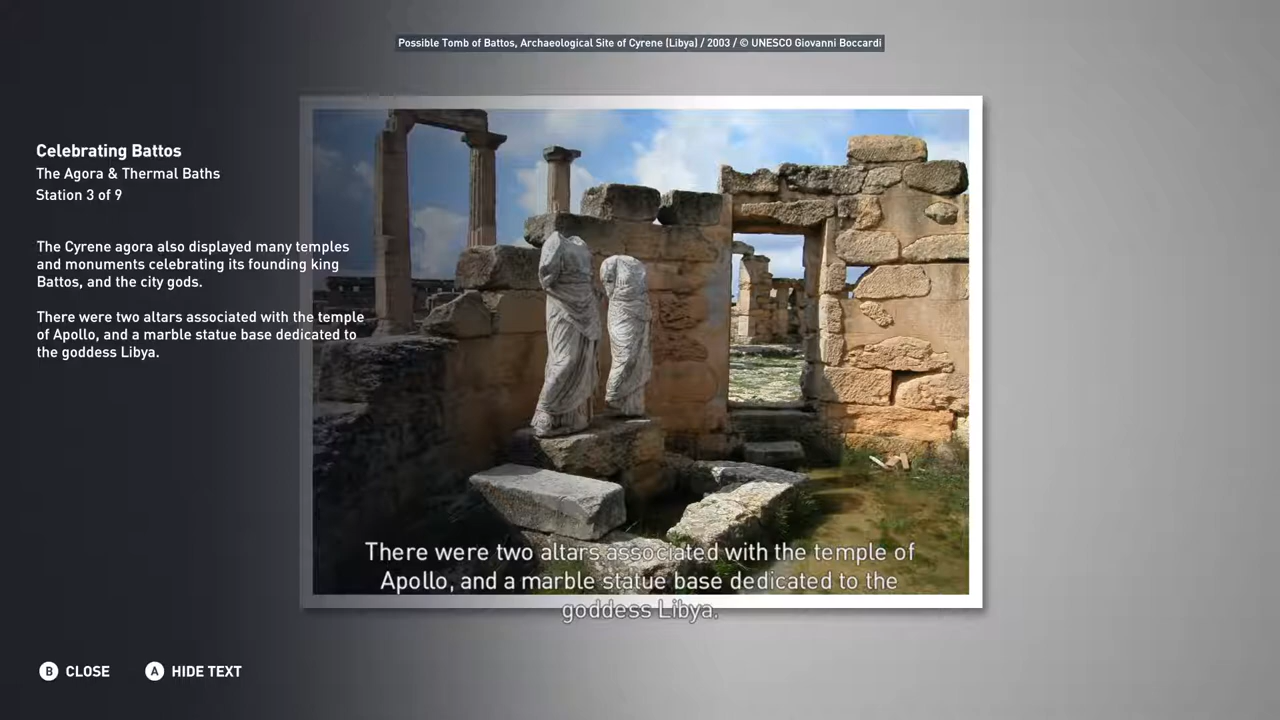 Possible Tomb of Battos, Archaeological Site of Cyrene (Libya) / 2003 / © UNESCO Giovanni Boccardi
Celebrating Battos
The Agora & Thermal Baths
Station 3 of 9
The Cyrene agora also displayed many temples
and monuments celebrating its founding king
Battos, and the city gods.
There were two altars associated with the temple
of Apollo, and a marble statue base dedicated to
the goddess Libya.
There were two altars associated with the temple of
Apollo, and a marble statue base dedicated to the
goddess Libya.
B CLOSE A HIDE TEXT